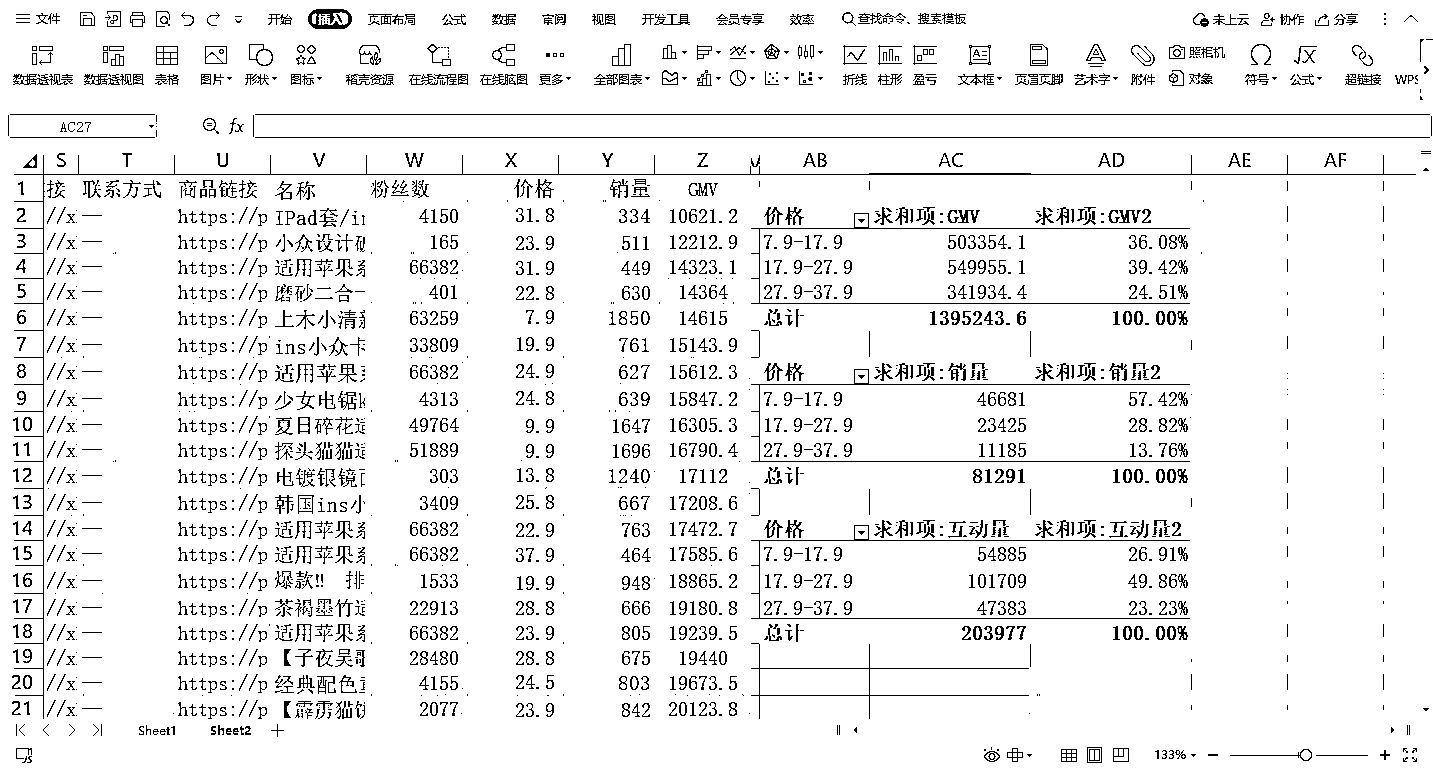 文件 开始 插入 页面布局 公式 数据 审阅 视图 开发工具 会员专享 效率 查找命令、搜索模板 未上云 协作 分享
数据透视表 数据透视图 表格 图片 形状 图标 稻壳资源 在线流程图 在线脑图 更多 全部图表 折线 柱形 盈亏 文本框 页眉页脚 艺术字 附件 照相机 对象 符号 公式 超链接 WPS
AC27 fx
S T U V W X Y Z AB AC AD AE AF
1 接 联系方式 商品链接 名称 粉丝数 价格 销量 GMV
2 //x — https://p IPad套/in 4150 31.8 334 10621.2 价格 求和项:GMV 求和项:GMV2
3 //x — https://p 小众设计 165 23.9 511 12212.9 7.9-17.9 503354.1 36.08%
4 //x — https://p 适用苹果系 66382 31.9 449 14323.1 17.9-27.9 549955.1 39.42%
5 //x — https://p 磨砂二合一 401 22.8 630 14364 27.9-37.9 341934.4 24.51%
6 //x — https://p 上木小清新 63259 7.9 1850 14615 总计 1395243.6 100.00%
7 //x — https://p ins小众卡 33809 19.9 761 15143.9
8 //x — https://p 适用苹果系 66382 24.9 627 15612.3 价格 求和项:销量 求和项:销量2
9 //x — https://p 少女电锯 4313 24.8 639 15847.2 7.9-17.9 46681 57.42%
10 //x — https://p 夏日碎花适 49764 9.9 1647 16305.3 17.9-27.9 23425 28.82%
11 //x — https://p 探头猫猫适 51889 9.9 1696 16790.4 27.9-37.9 11185 13.76%
12 //x — https://p 电镀银镜 303 13.8 1240 17112 总计 81291 100.00%
13 //x — https://p 韩国ins小 3409 25.8 667 17208.6
14 //x — https://p 适用苹果系 66382 22.9 763 17472.7 价格 求和项:互动量 求和项:互动量2
15 //x — https://p 适用苹果系 66382 37.9 464 17585.6 7.9-17.9 54885 26.91%
16 //x — https://p 爆款!! 排 1533 19.9 948 18865.2 17.9-27.9 101709 49.86%
17 //x — https://p 茶褐墨竹适 22913 28.8 666 19180.8 27.9-37.9 47383 23.23%
18 //x — https://p 适用苹果系 66382 23.9 805 19239.5 总计 203977 100.00%
19 //x — https://p 【子夜吴歌 28480 28.8 675 19440
20 //x — https://p 经典配色 4155 24.5 803 19673.5
21 //x — https://p 【霹雳猫 2077 23.9 842 20123.8
Sheet1 Sheet2
133%